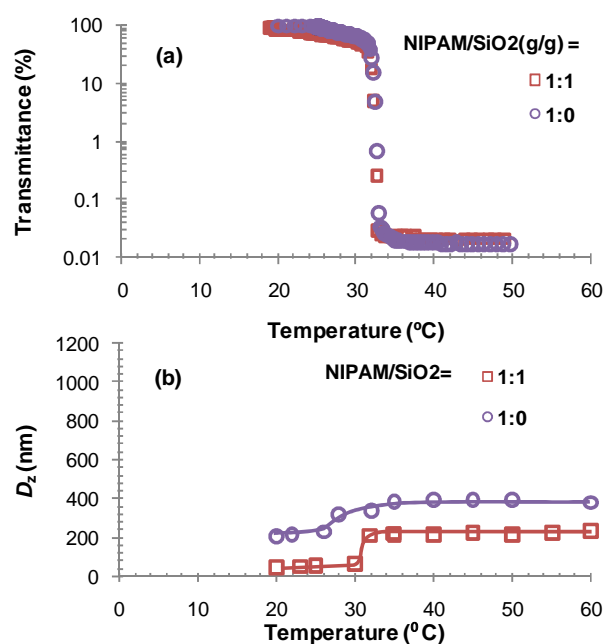 100
10
1
0.1
0.01
Transmittance (%)
(a)
NIPAM/SiO2(g/g) =
1:1
1:0
0 10 20 30 40 50 60
Temperature (ºC)
1200
1000
800
600
400
200
0
Dz (nm)
(b)
NIPAM/SiO2=
1:1
1:0
0 10 20 30 40 50 60
Temperature (⁰C)